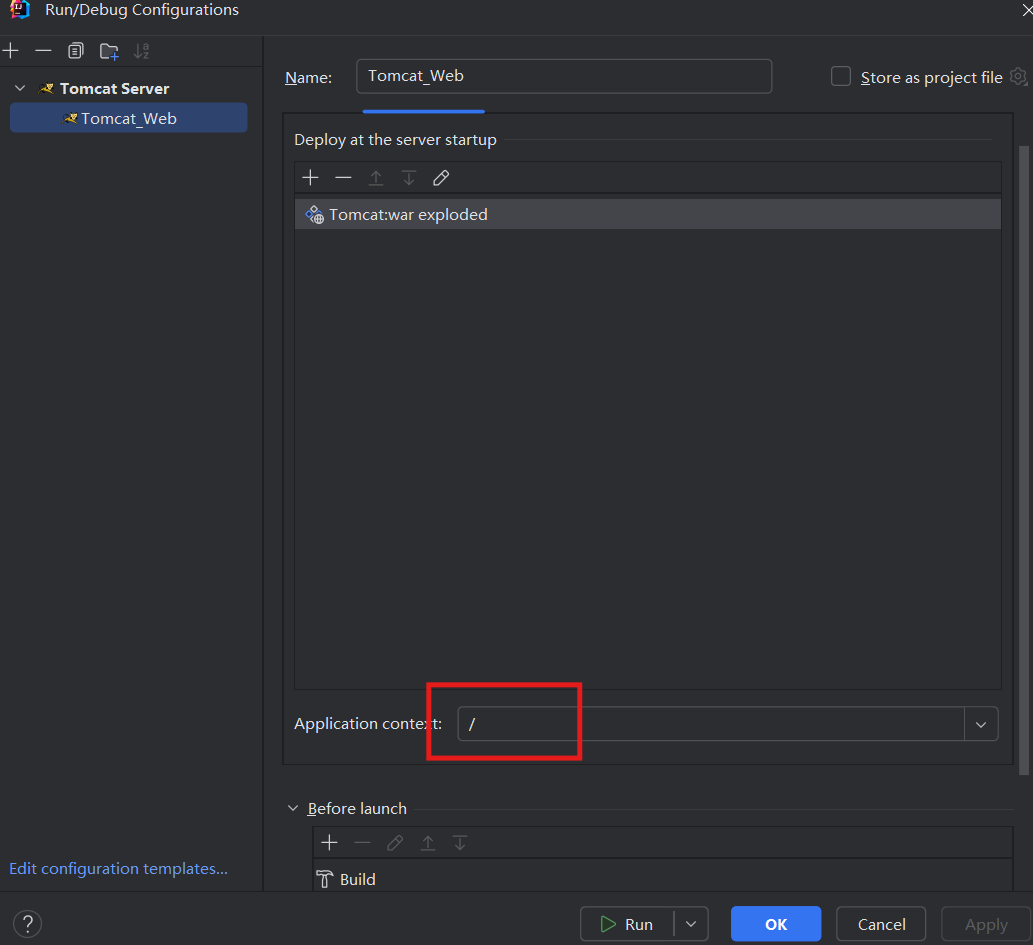 Run/Debug Configurations
Tomcat Server
Tomcat_Web
Name: Tomcat_Web Store as project file
Deploy at the server startup
Tomcat:war exploded
Application context: /
Before launch
Build
Edit configuration templates...
? Run OK Cancel Apply